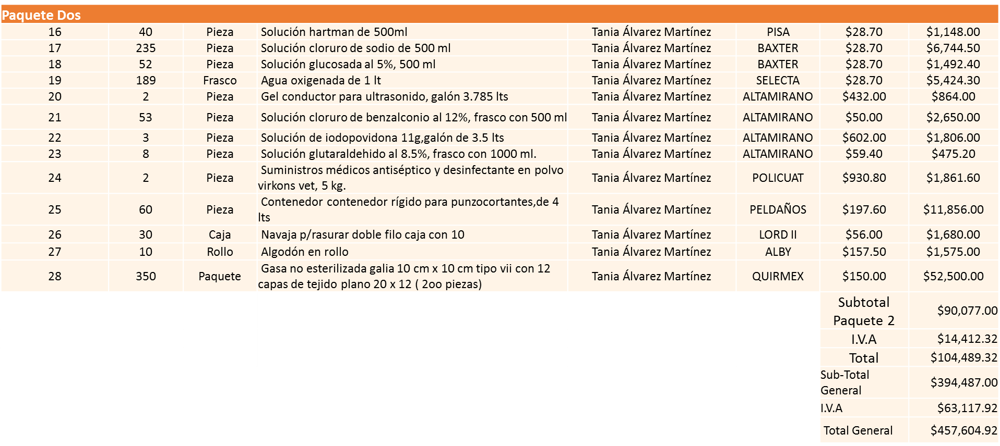 Paquete Dos
16 40 Pieza Solución hartman de 500ml Tania Álvarez Martínez PISA $28.70 $1,148.00
17 235 Pieza Solución cloruro de sodio de 500 ml Tania Álvarez Martínez BAXTER $28.70 $6,744.50
18 52 Pieza Solución glucosada al 5%, 500 ml Tania Álvarez Martínez BAXTER $28.70 $1,492.40
19 189 Frasco Agua oxigenada de 1 lt Tania Álvarez Martínez SELECTA $28.70 $5,424.30
20 2 Pieza Gel conductor para ultrasonido, galón 3.785 lts Tania Álvarez Martínez ALTAMIRANO $432.00 $864.00
21 53 Pieza Solución cloruro de benzalconio al 12%, frasco con 500 ml Tania Álvarez Martínez ALTAMIRANO $50.00 $2,650.00
22 3 Pieza Solución de iodopovidona 11g,galón de 3.5 lts Tania Álvarez Martínez ALTAMIRANO $602.00 $1,806.00
23 8 Pieza Solución glutaraldehido al 8.5%, frasco con 1000 ml. Tania Álvarez Martínez ALTAMIRANO $59.40 $475.20
24 2 Pieza Suministros médicos antiséptico y desinfectante en polvo
virkons vet, 5 kg. Tania Álvarez Martínez POLICUAT $930.80 $1,861.60
25 60 Pieza Contenedor contenedor rígido para punzocortantes,de 4
lts Tania Álvarez Martínez PELDAÑOS $197.60 $11,856.00
26 30 Caja Navaja p/rasurar doble filo caja con 10 Tania Álvarez Martínez LORD II $56.00 $1,680.00
27 10 Rollo Algodón en rollo Tania Álvarez Martínez ALBY $157.50 $1,575.00
28 350 Paquete Gasa no esterilizada galia 10 cm x 10 cm tipo vii con 12
capas de tejido plano 20 x 12 ( 2oo piezas) Tania Álvarez Martínez QUIRMEX $150.00 $52,500.00
Subtotal
Paquete 2 $90,077.00
I.V.A $14,412.32
Total $104,489.32
Sub-Total
General $394,487.00
I.V.A $63,117.92
Total General $457,604.92